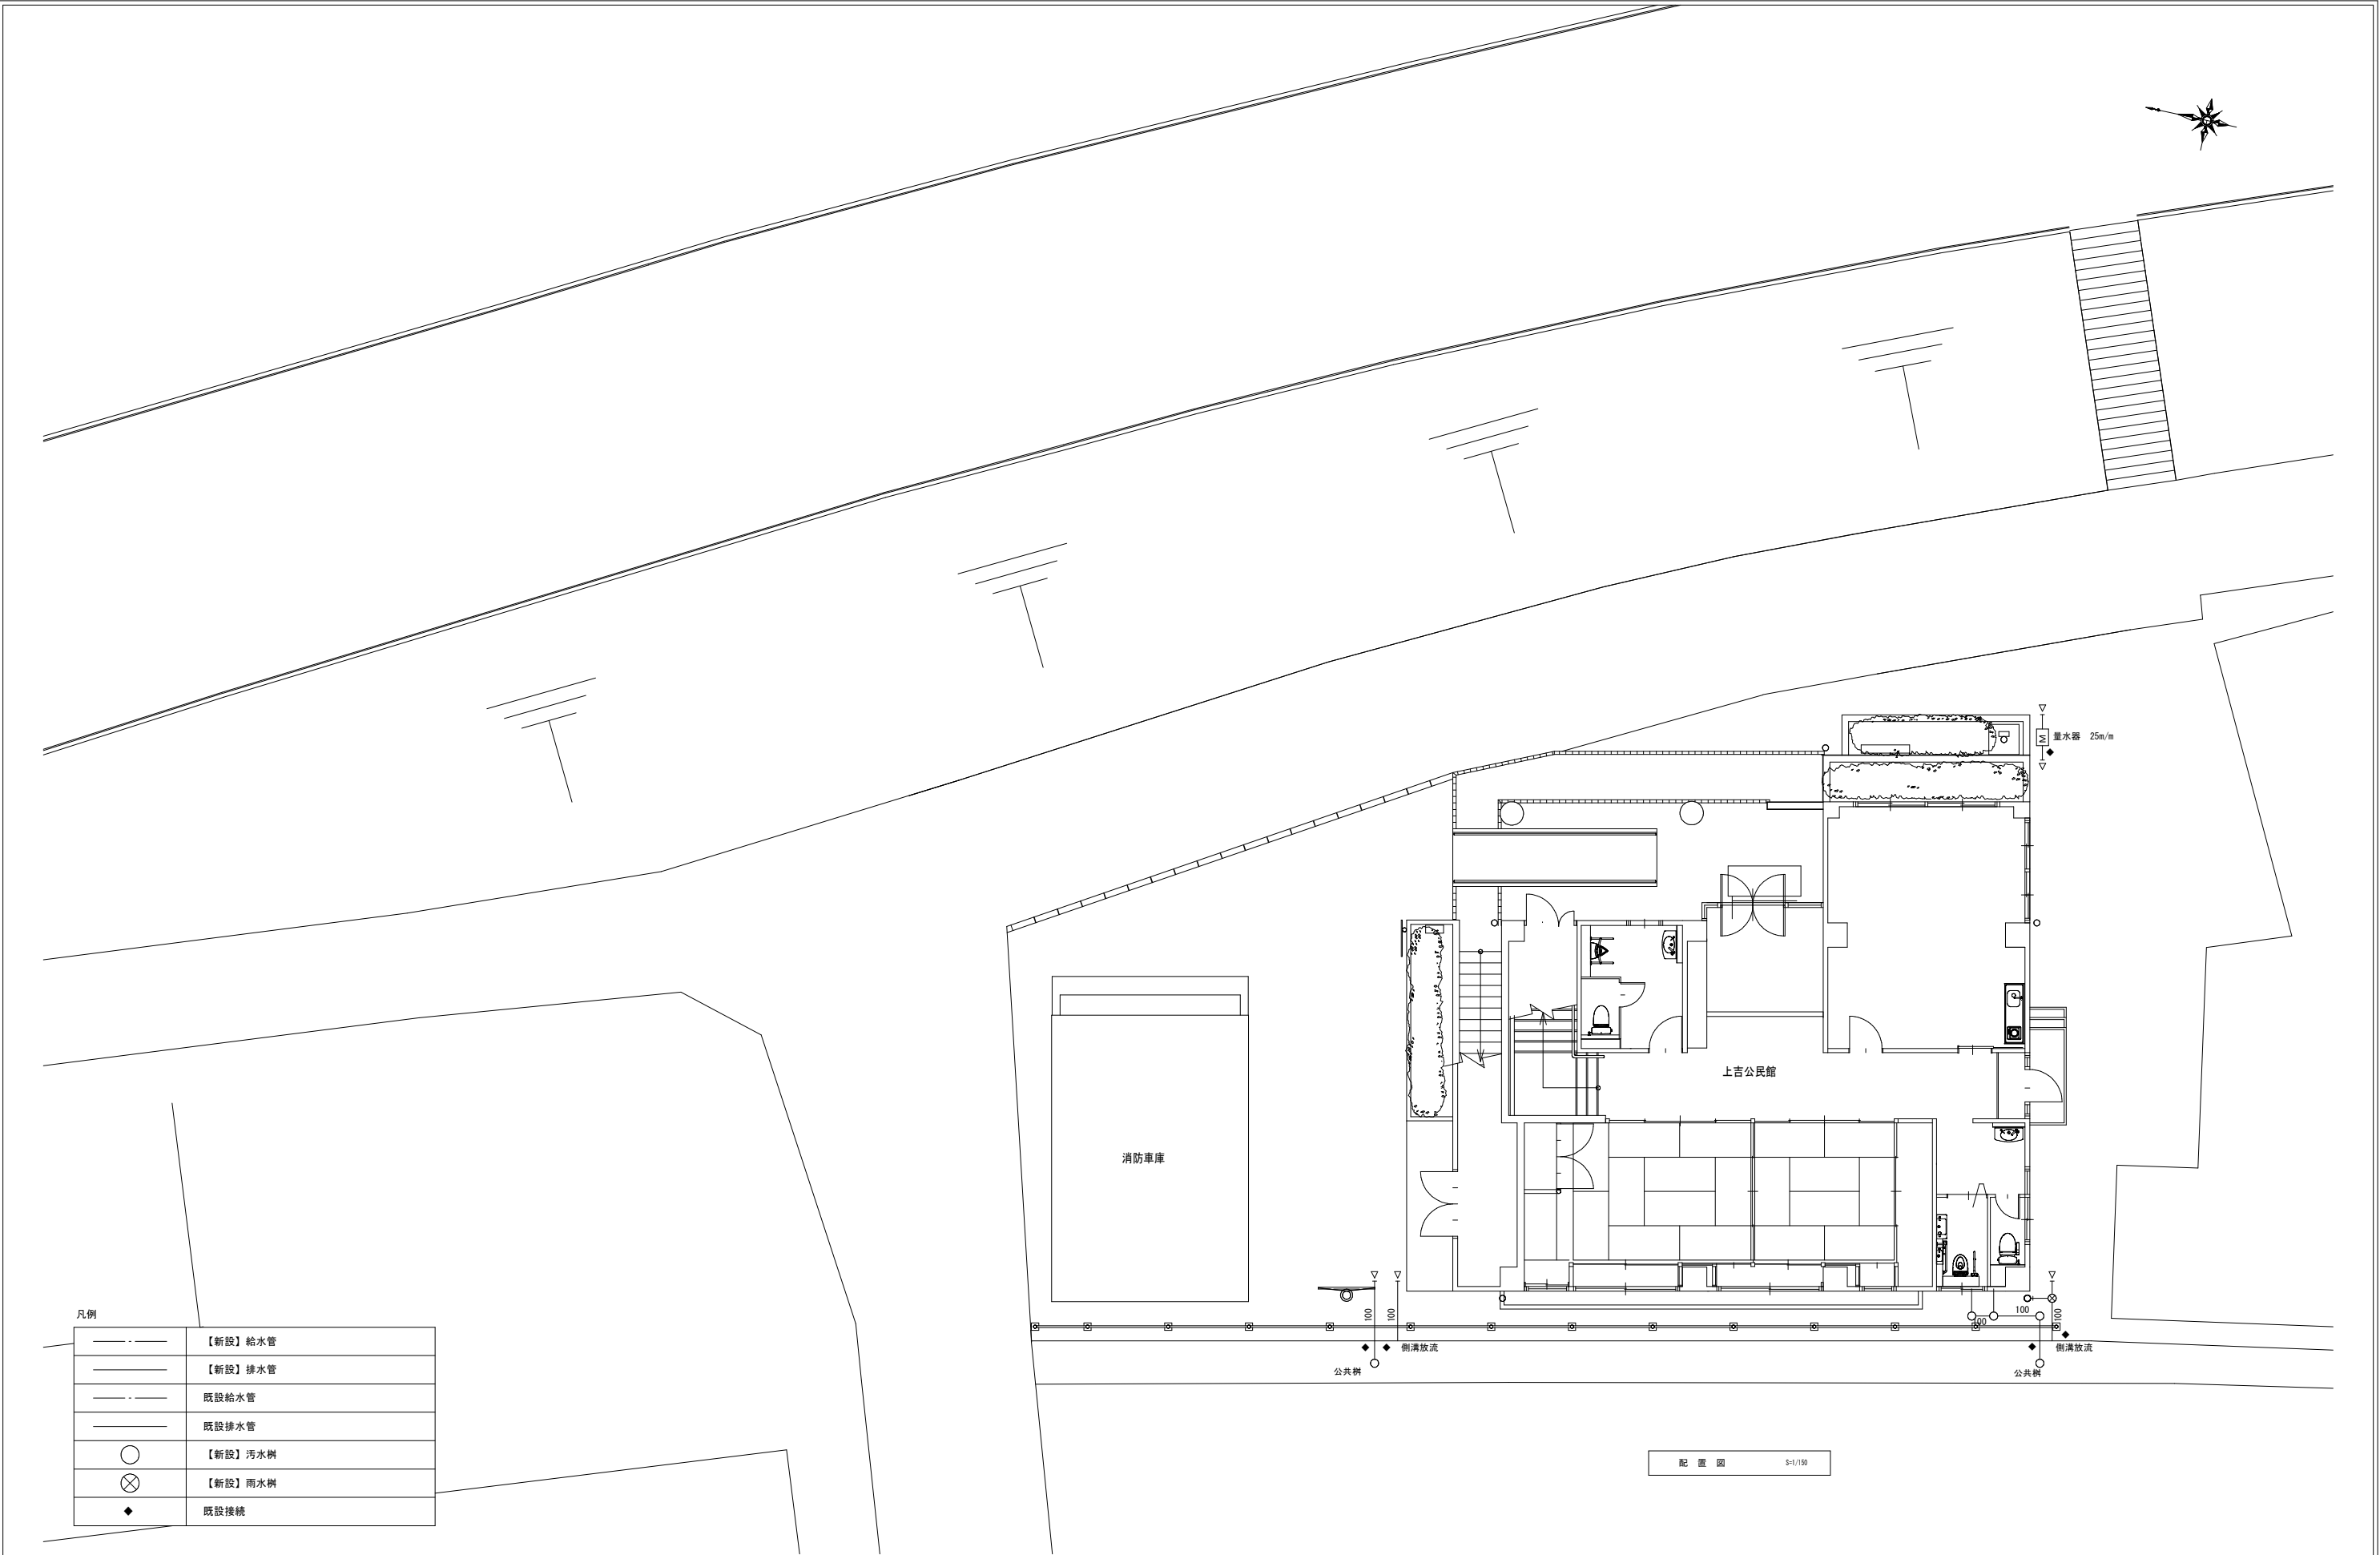 量水器 25m/m
M
上吉公民館
消防車庫
100
100
100
100
100
側溝放流
側溝放流
公共桝
公共桝
凡例
【新設】給水管
【新設】排水管
既設給水管
既設排水管
【新設】汚水桝
【新設】雨水桝
既設接続
配 置 図 S=1/150